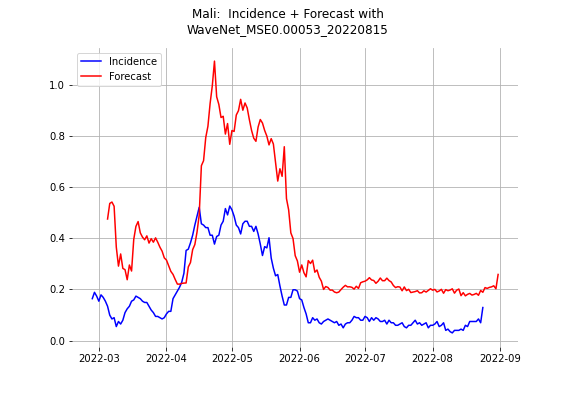 Mali:  Incidence + Forecast with
WaveNet_MSE0.00053_20220815
Incidence
Forecast
1.0
0.8
0.6
0.4
0.2
0.0
2022-03 2022-04 2022-05 2022-06 2022-07 2022-08 2022-09